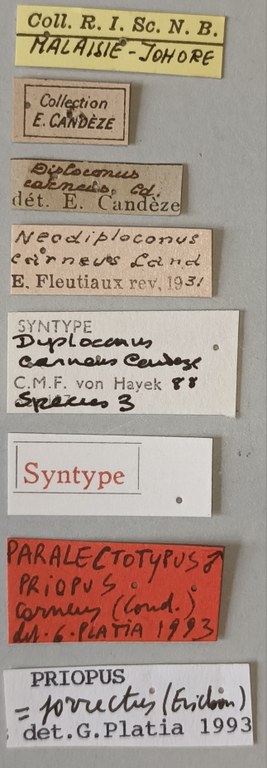 Coll. R. I. Sc. N. B.
MALAISIE - JOHORE
Collection
E. CANDÈZE
Diploconus
carneus. Cd.
dét. E. Candèze
Neodiploconus
carneus Cand
E. Fleutiaux rev, 1931
SYNTYPE
Diploconus
carneus Candeze
C.M.F. von Hayek 88
Species 3
Syntype
PARALECTOTYPUS ♂
PRIOPUS
carneus (Cand.)
det. G. PLATIA 1993
PRIOPUS
= porrectus (Erichson)
det.G.Platia 1993